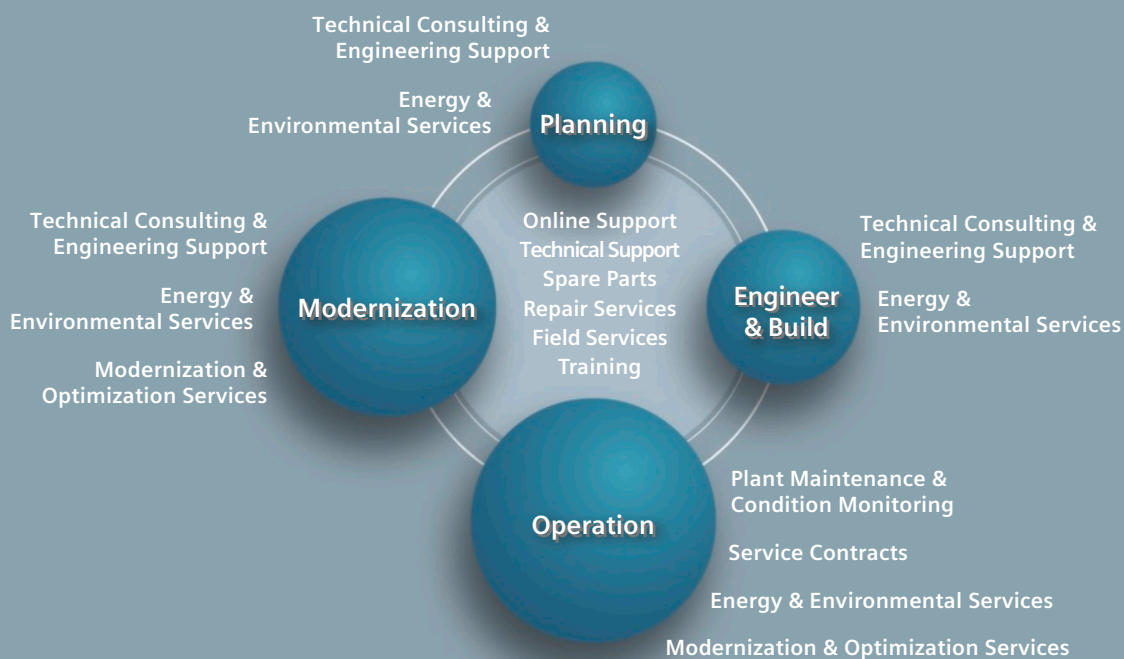 Technical Consulting &
Engineering Support
Energy &
Environmental Services
Planning
Technical Consulting &
Engineering Support
Energy &
Environmental Services
Modernization &
Optimization Services
Modernization
Online Support
Technical Support
Spare Parts
Repair Services
Field Services
Training
Engineer
& Build
Technical Consulting &
Engineering Support
Energy &
Environmental Services
Operation
Plant Maintenance &
Condition Monitoring
Service Contracts
Energy & Environmental Services
Modernization & Optimization Services